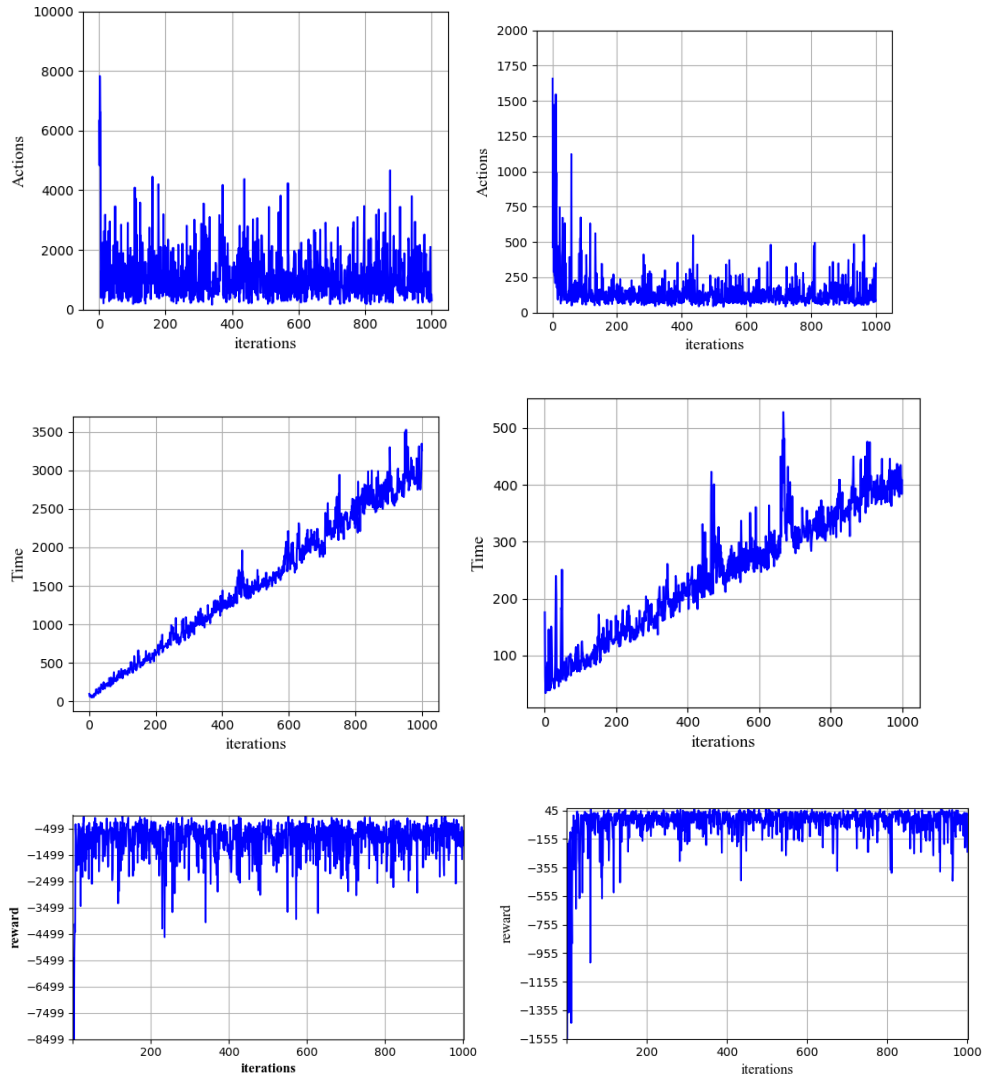 10000
8000
6000
4000
2000
0
Actions
0 200 400 600 800 1000
iterations
2000
1750
1500
1250
1000
750
500
250
0
Actions
0 200 400 600 800 1000
iterations
3500
3000
2500
2000
1500
1000
500
0
Time
0 200 400 600 800 1000
iterations
500
400
300
200
100
Time
0 200 400 600 800 1000
iterations
−499
−1499
−2499
−3499
−4499
−5499
−6499
−7499
−8499
reward
200 400 600 800 1000
iterations
45
−155
−355
−555
−755
−955
−1155
−1355
−1555
reward
200 400 600 800 1000
iterations